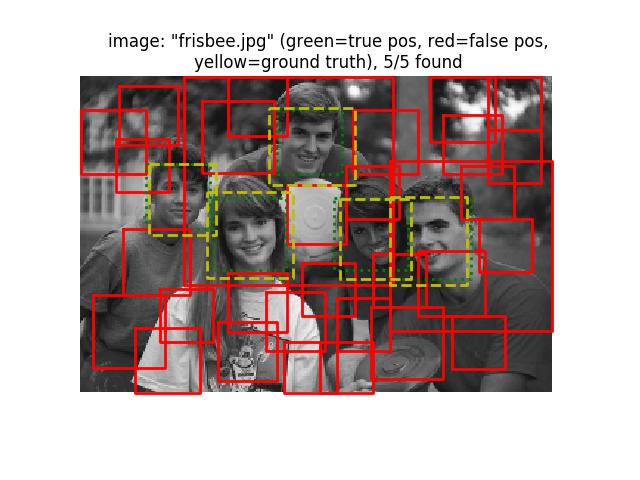 image: "frisbee.jpg" (green=true pos, red=false pos,
yellow=ground truth), 5/5 found